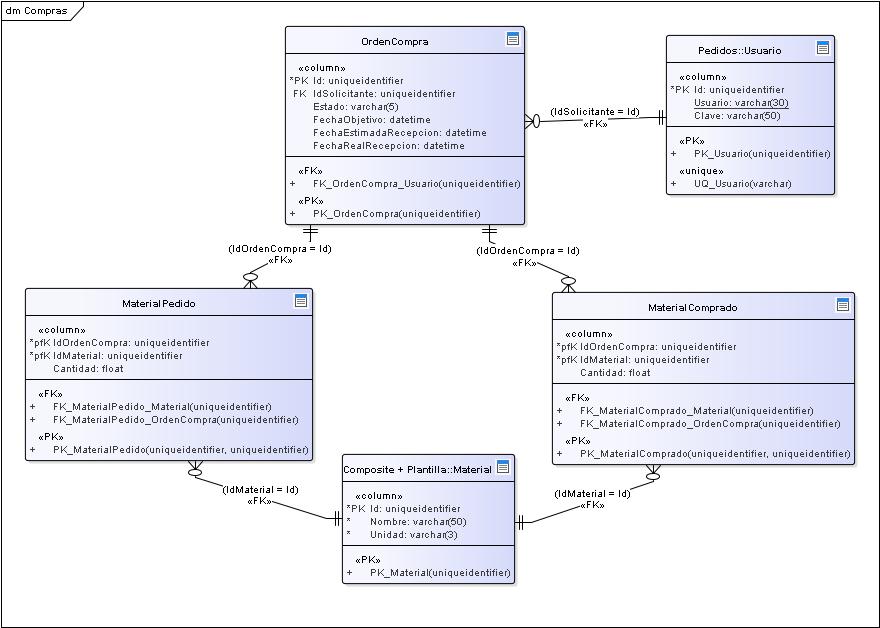 dm Compras
OrdenCompra
«column»
*PK Id: uniqueidentifier
FK IdSolicitante: uniqueidentifier
Estado: varchar(5)
FechaObjetivo: datetime
FechaEstimadaRecepcion: datetime
FechaRealRecepcion: datetime
«FK»
+ FK_OrdenCompra_Usuario(uniqueidentifier)
«PK»
+ PK_OrdenCompra(uniqueidentifier)
(IdSolicitante = Id)
«FK»
Pedidos::Usuario
«column»
*PK Id: uniqueidentifier
Usuario: varchar(30)
Clave: varchar(50)
«PK»
+ PK_Usuario(uniqueidentifier)
«unique»
+ UQ_Usuario(varchar)
(IdOrdenCompra = Id)
«FK»
(IdOrdenCompra = Id)
«FK»
MaterialPedido
«column»
*pfK IdOrdenCompra: uniqueidentifier
*pfK IdMaterial: uniqueidentifier
Cantidad: float
«FK»
+ FK_MaterialPedido_Material(uniqueidentifier)
+ FK_MaterialPedido_OrdenCompra(uniqueidentifier)
«PK»
+ PK_MaterialPedido(uniqueidentifier, uniqueidentifier)
MaterialComprado
«column»
*pfK IdOrdenCompra: uniqueidentifier
*pfK IdMaterial: uniqueidentifier
Cantidad: float
«FK»
+ FK_MaterialComprado_Material(uniqueidentifier)
+ FK_MaterialComprado_OrdenCompra(uniqueidentifier)
«PK»
+ PK_MaterialComprado(uniqueidentifier, uniqueidentifier)
(IdMaterial = Id)
«FK»
(IdMaterial = Id)
«FK»
Composite + Plantilla::Material
«column»
*PK Id: uniqueidentifier
* Nombre: varchar(50)
* Unidad: varchar(3)
«PK»
+ PK_Material(uniqueidentifier)